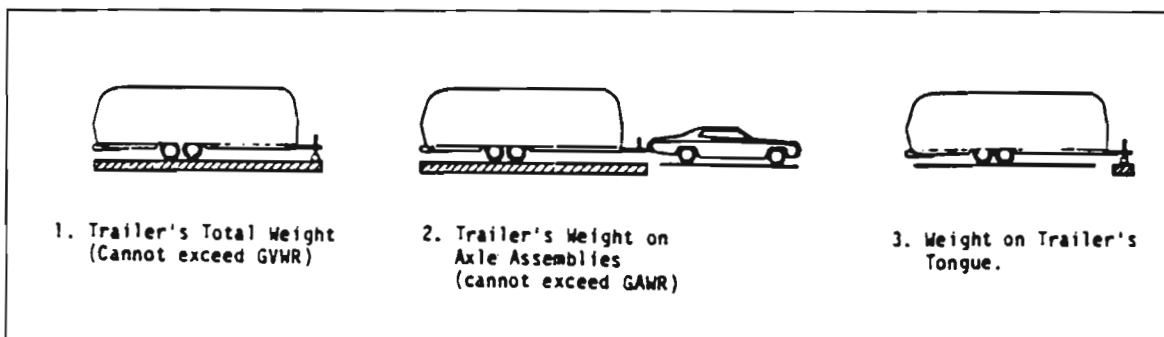 1. Trailer's Total Weight
(Cannot exceed GVWR)
2. Trailer's Weight on
Axle Assemblies
(cannot exceed GAWR)
3. Weight on Trailer's
Tongue.